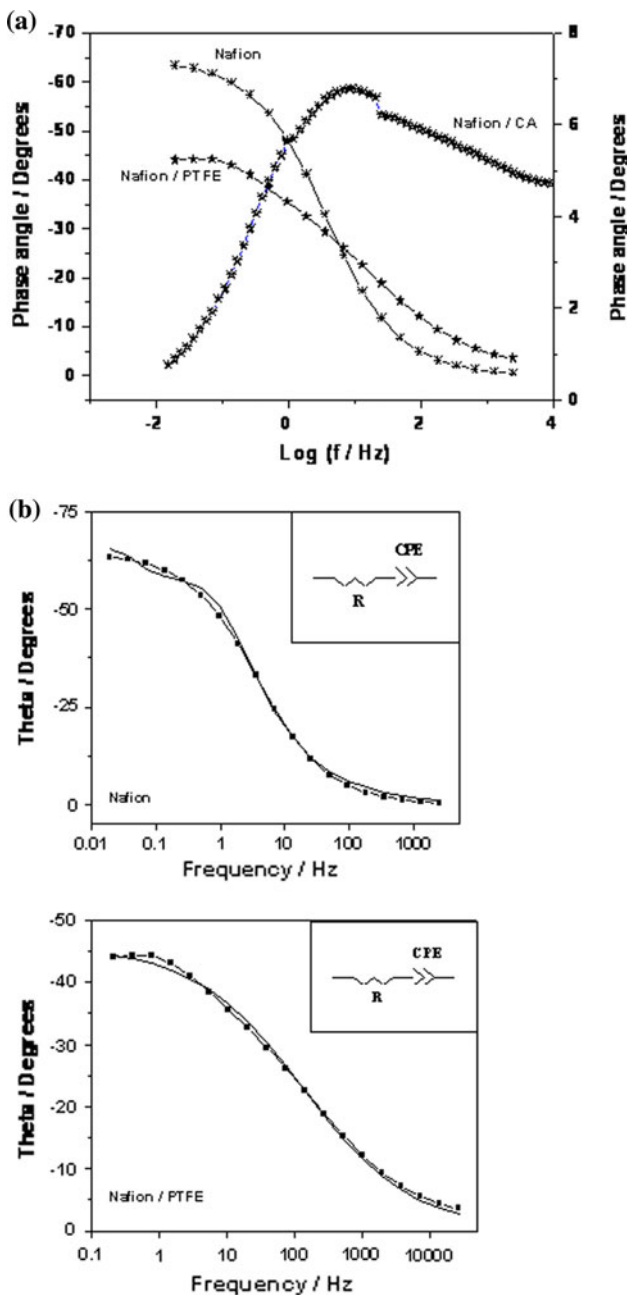 (a)
-70
-60
-50
-40
-30
-20
-10
0
Phase angle / Degrees
8
6
4
2
0
Phase angle / Degrees
Nafion
Nafion / CA
Nafion / PTFE
-2
0
2
4
Log (f / Hz)
(b)
-75
-50
-25
0
Theta / Degrees
CPE
R
Nafion
0.01
0.1
1
10
100
1000
Frequency / Hz
-50
-40
-30
-20
-10
0
Theta / Degrees
CPE
R
Nafion / PTFE
0.1
1
10
100
1000
10000
Frequency / Hz